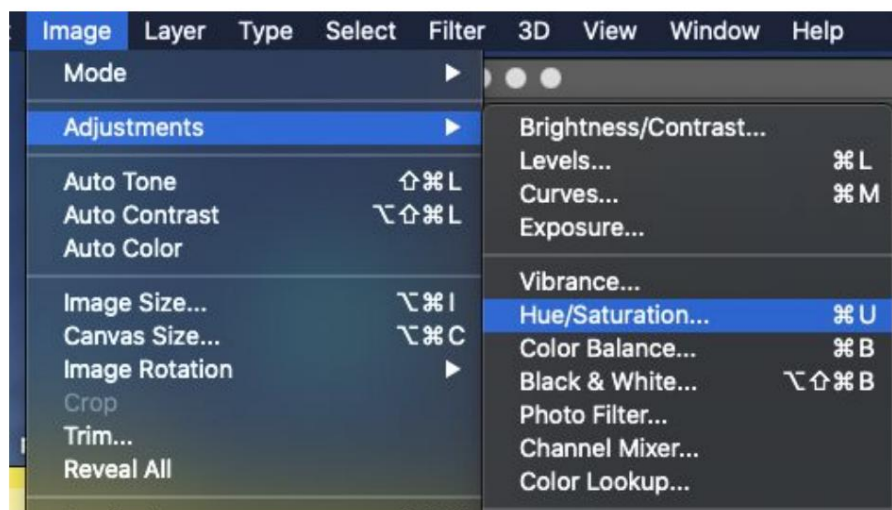 Image Layer Type Select Filter 3D View Window Help
Mode ▶
Adjustments ▶
Auto Tone ⇧⌘L
Auto Contrast ⌥⇧⌘L
Auto Color
Image Size... ⌥⌘I
Canvas Size... ⌥⌘C
Image Rotation ▶
Crop
Trim...
Reveal All
Brightness/Contrast...
Levels... ⌘L
Curves... ⌘M
Exposure...
Vibrance...
Hue/Saturation... ⌘U
Color Balance... ⌘B
Black & White... ⌥⇧⌘B
Photo Filter...
Channel Mixer...
Color Lookup...